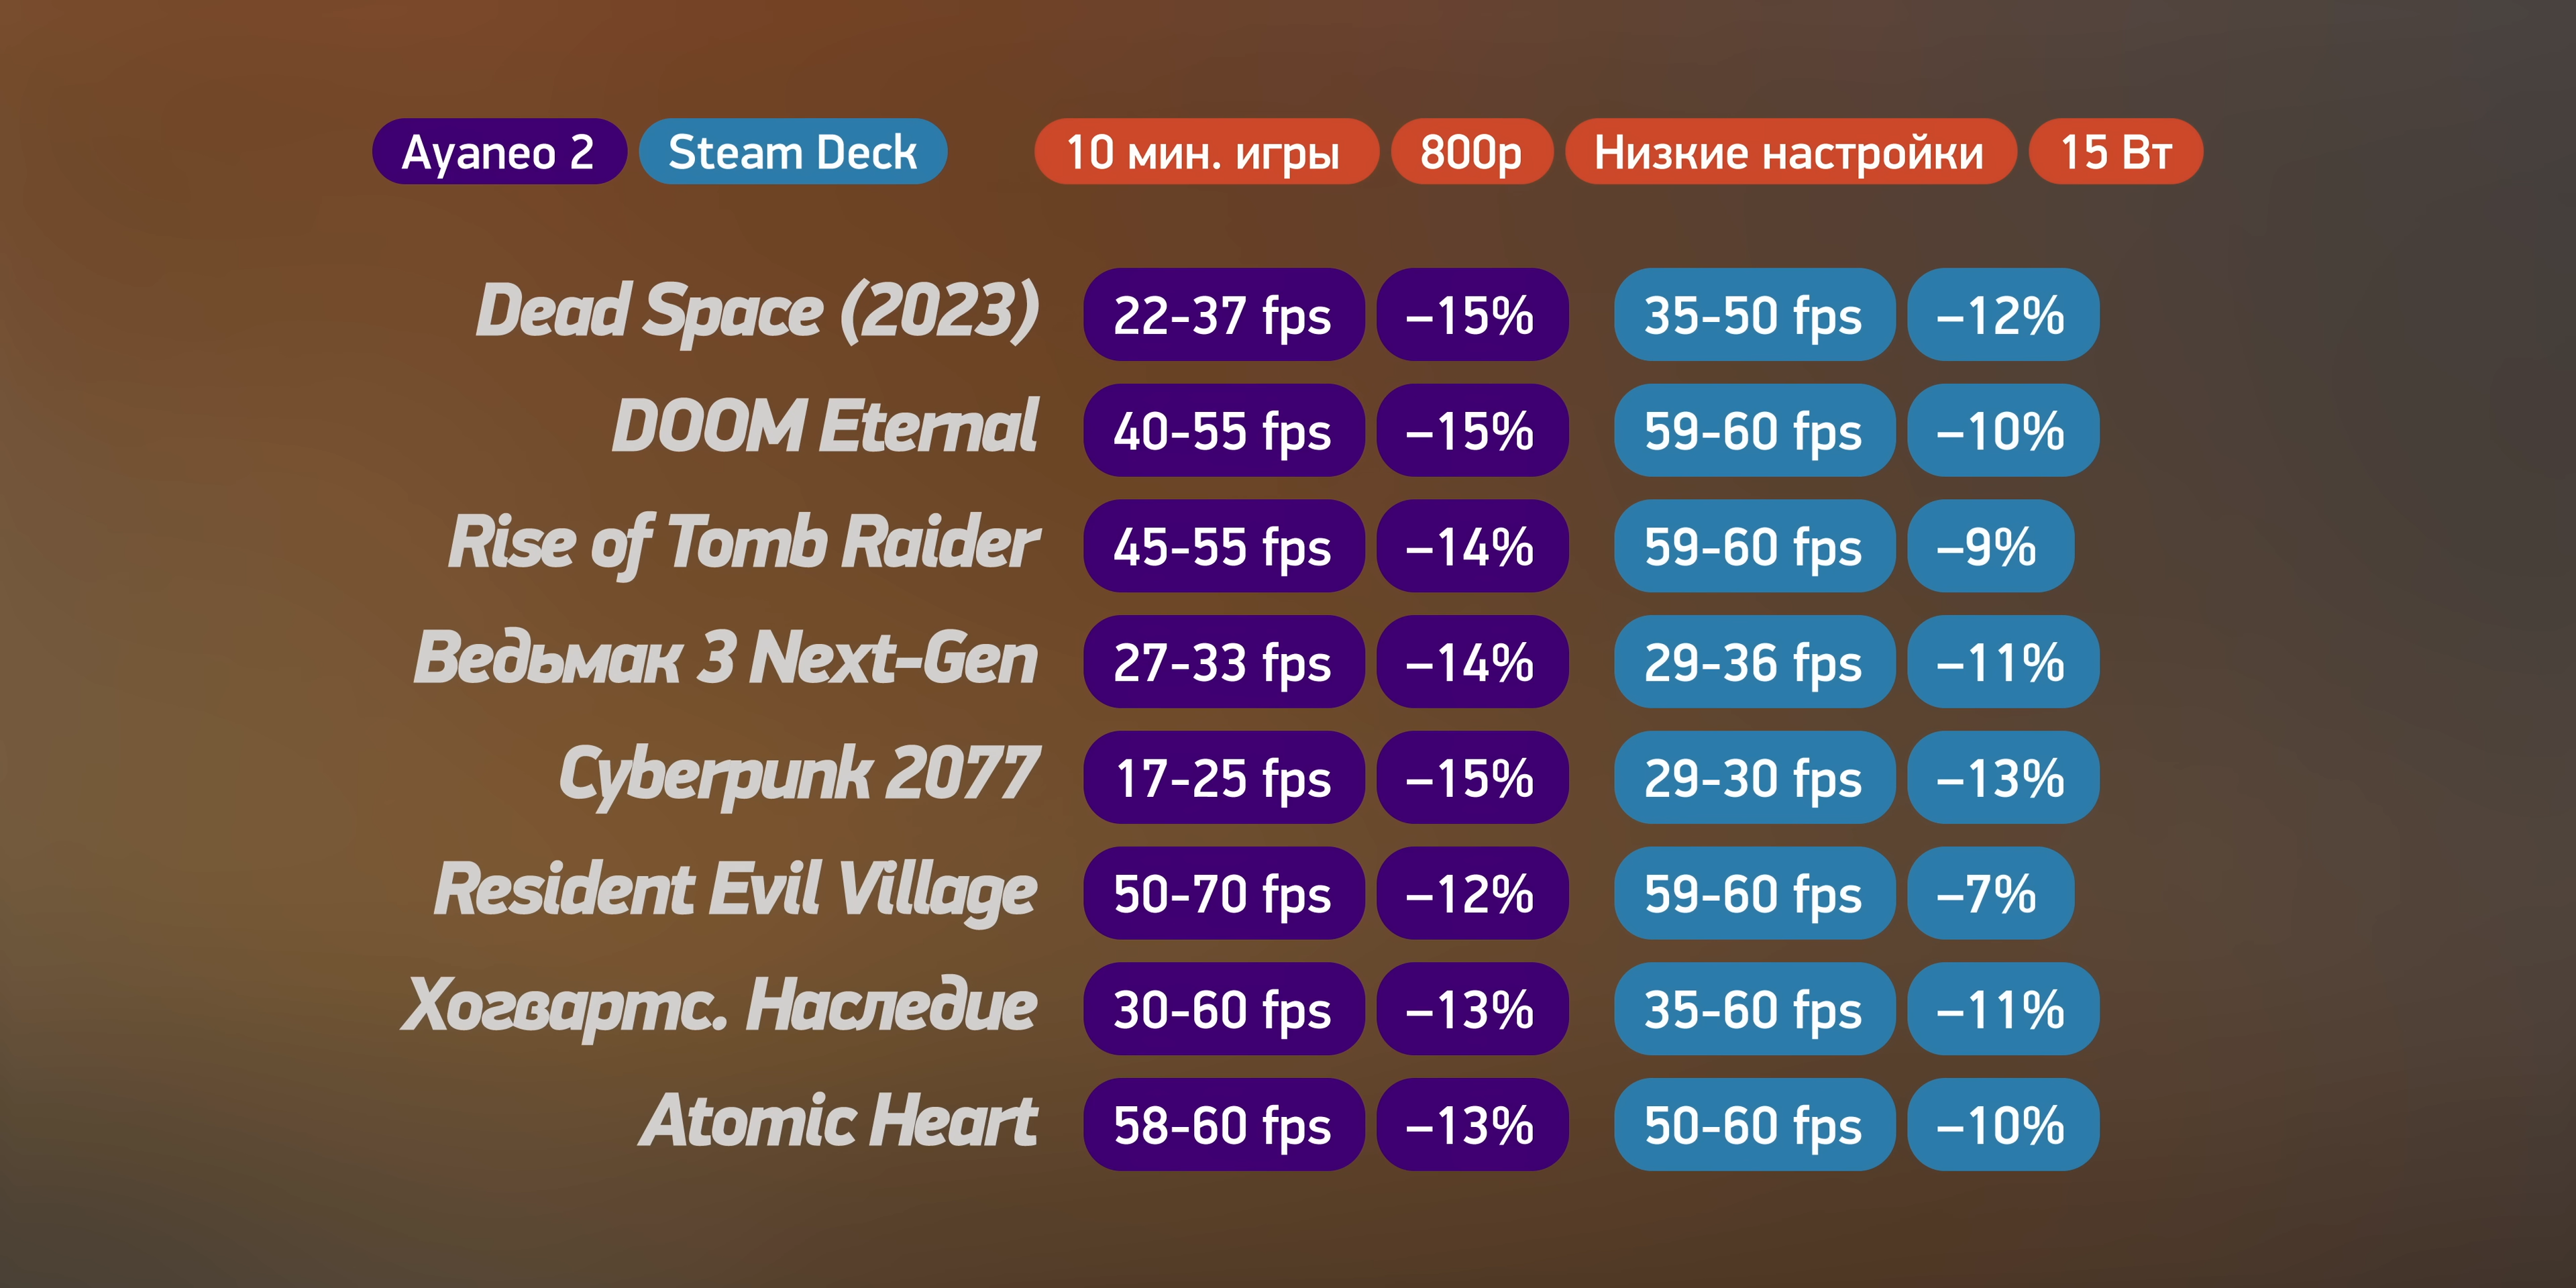 Ayaneo 2 Steam Deck 10 мин. игры 800p Низкие настройки 15 Вт
Dead Space (2023) 22-37 fps –15% 35-50 fps –12%
DOOM Eternal 40-55 fps –15% 59-60 fps –10%
Rise of Tomb Raider 45-55 fps –14% 59-60 fps –9%
Ведьмак 3 Next-Gen 27-33 fps –14% 29-36 fps –11%
Cyberpunk 2077 17-25 fps –15% 29-30 fps –13%
Resident Evil Village 50-70 fps –12% 59-60 fps –7%
Хогвартс. Наследие 30-60 fps –13% 35-60 fps –11%
Atomic Heart 58-60 fps –13% 50-60 fps –10%